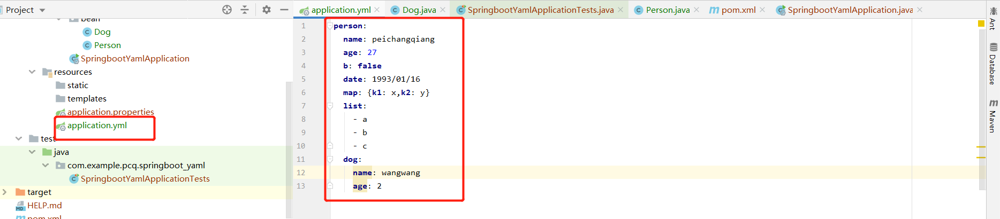 Project
application.yml
Dog.java
SpringbootYamlApplicationTests.java
Person.java
pom.xml
SpringbootYamlApplication.java
bean
Dog
Person
SpringbootYamlApplication
resources
static
templates
application.properties
application.yml
test
java
com.example.pcq.springboot_yaml
SpringbootYamlApplicationTests
target
HELP.md
pom.xml
1 person:
2 name: peichangqiang
3 age: 27
4 b: false
5 date: 1993/01/16
6 map: {k1: x,k2: y}
7 list:
8 - a
9 - b
10 - c
11 dog:
12 name: wangwang
13 age: 2
Ant
Database
Maven